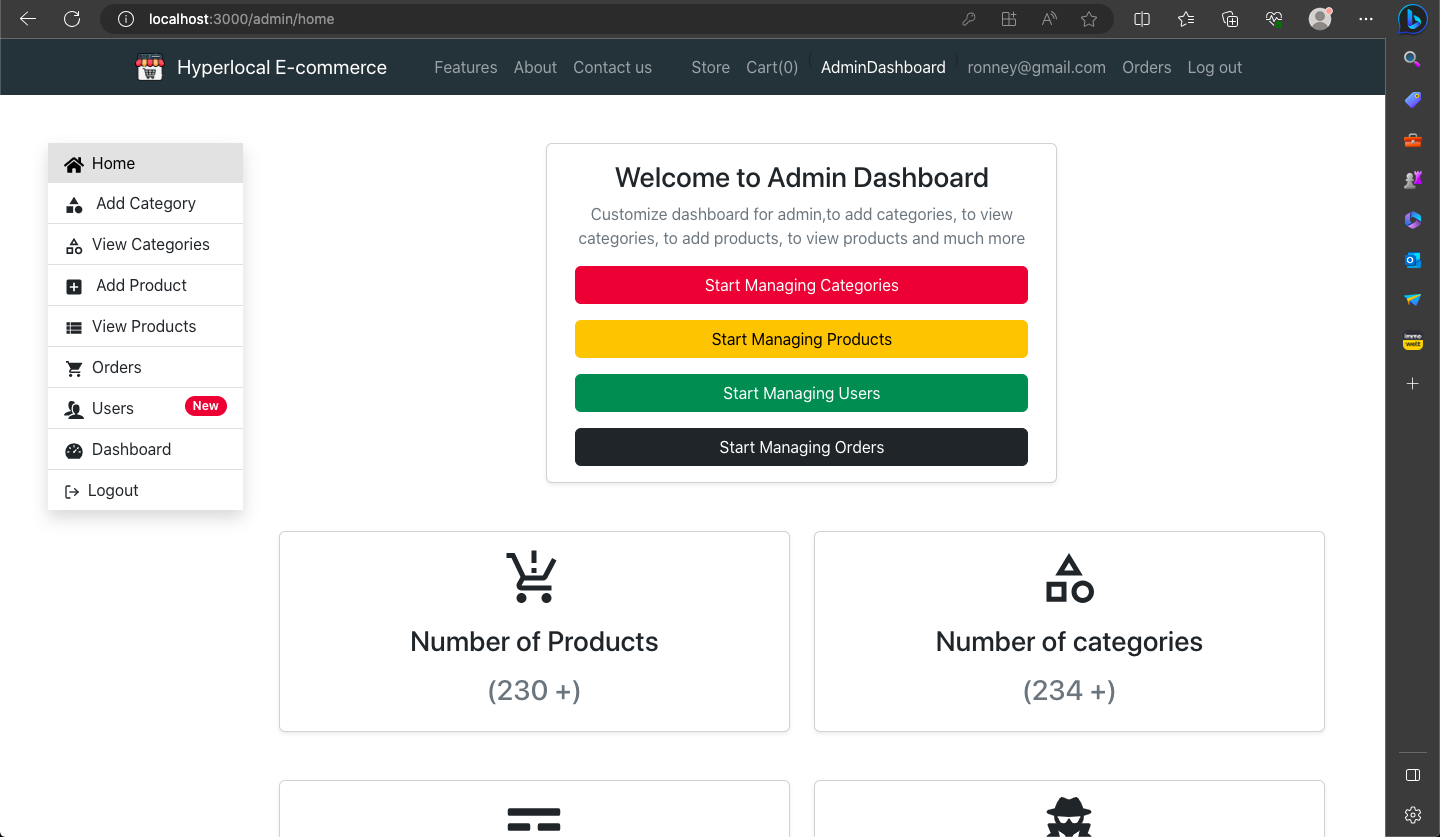 localhost:3000/admin/home
Hyperlocal E-commerce Features About Contact us Store Cart(0) AdminDashboard ronney@gmail.com Orders Log out
Home
Add Category
View Categories
Add Product
View Products
Orders
Users New
Dashboard
Logout
Welcome to Admin Dashboard
Customize dashboard for admin,to add categories, to view
categories, to add products, to view products and much more
Start Managing Categories
Start Managing Products
Start Managing Users
Start Managing Orders
Number of Products
(230 +)
Number of categories
(234 +)
immo
welt